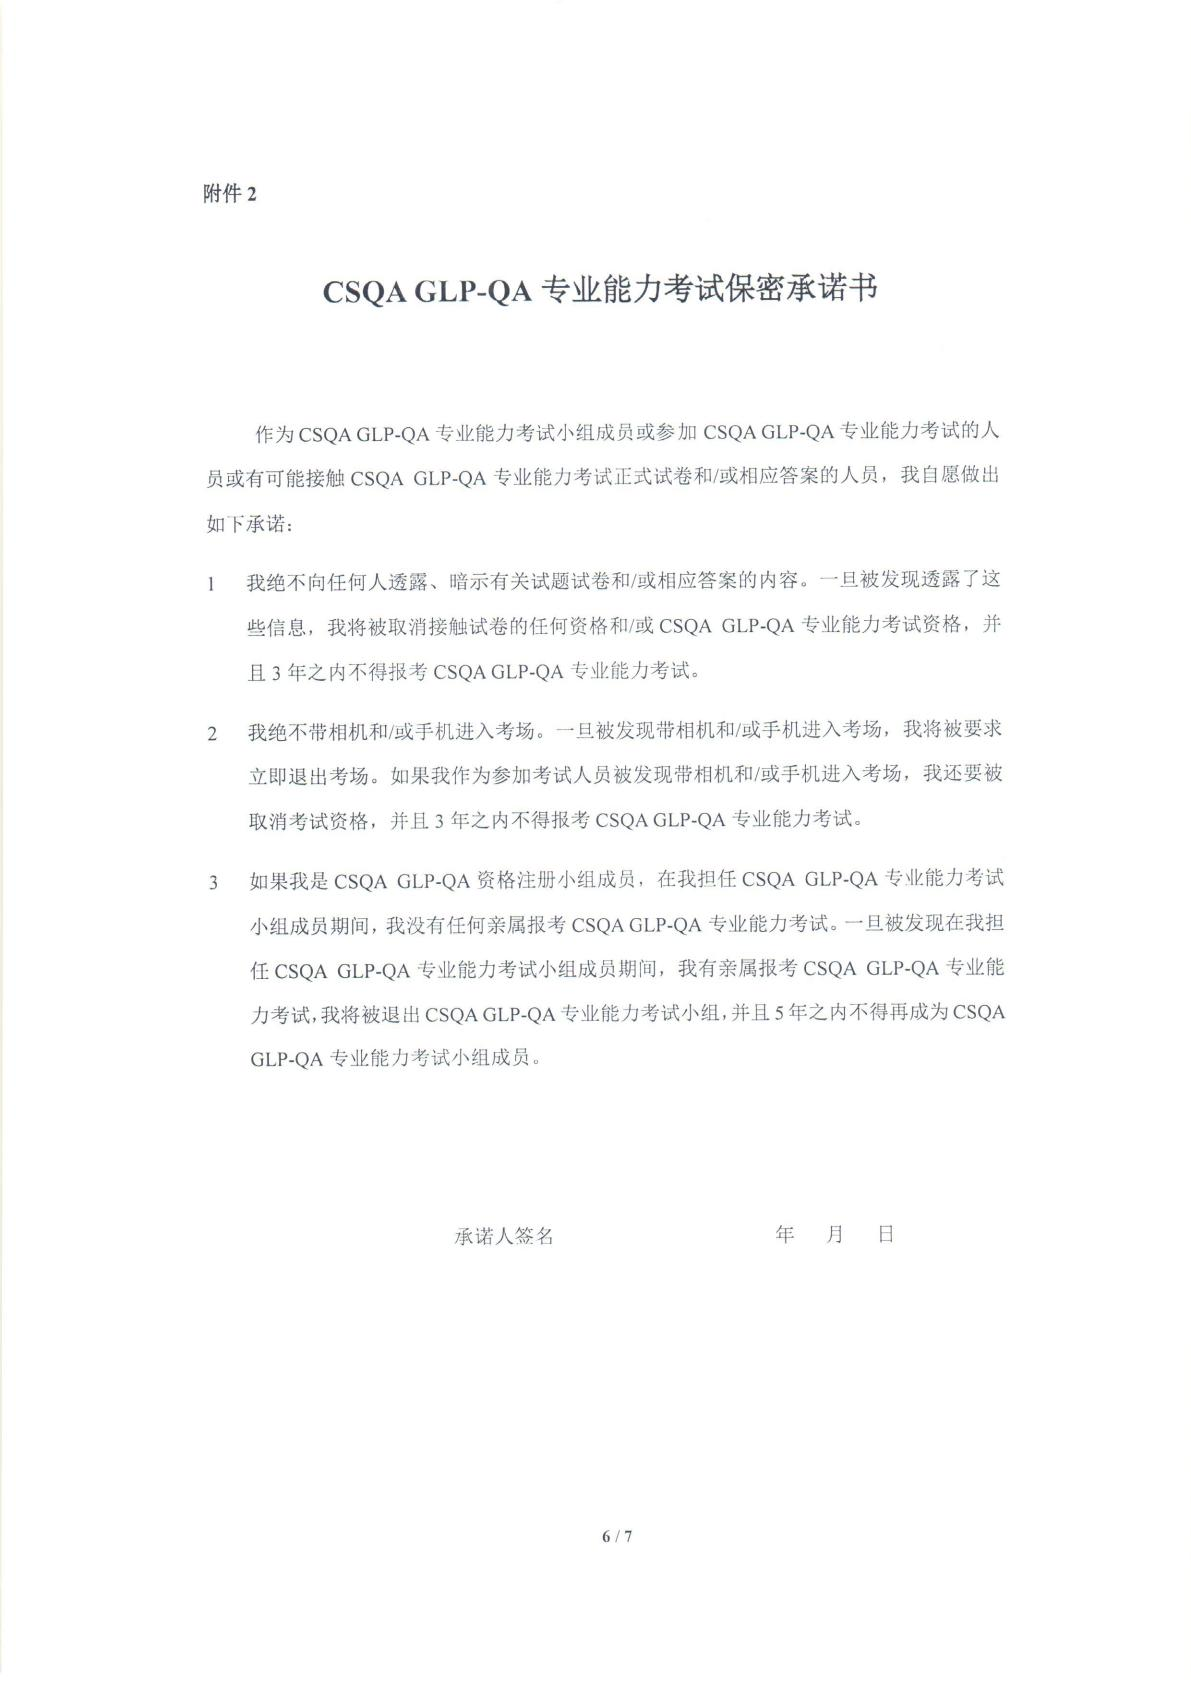 附件 2
CSQA GLP-QA 专业能力考试保密承诺书
作为 CSQA GLP-QA 专业能力考试小组成员或参加 CSQA GLP-QA 专业能力考试的人
员或有可能接触 CSQA GLP-QA 专业能力考试正式试卷和/或相应答案的人员，我自愿做出
如下承诺：
1 我绝不向任何人透露、暗示有关试题试卷和/或相应答案的内容。一旦被发现透露了这
些信息，我将被取消接触试卷的任何资格和/或 CSQA GLP-QA 专业能力考试资格，并
且 3 年之内不得报考 CSQA GLP-QA 专业能力考试。
2 我绝不带相机和/或手机进入考场。一旦被发现带相机和/或手机进入考场，我将被要求
立即退出考场。如果我作为参加考试人员被发现带相机和/或手机进入考场，我还要被
取消考试资格，并且 3 年之内不得报考 CSQA GLP-QA 专业能力考试。
3 如果我是 CSQA GLP-QA 资格注册小组成员，在我担任 CSQA GLP-QA 专业能力考试
小组成员期间，我没有任何亲属报考 CSQA GLP-QA 专业能力考试。一旦被发现在我担
任 CSQA GLP-QA 专业能力考试小组成员期间，我有亲属报考 CSQA GLP-QA 专业能
力考试，我将被退出 CSQA GLP-QA 专业能力考试小组，并且 5 年之内不得再成为 CSQA
GLP-QA 专业能力考试小组成员。
承诺人签名 年 月 日
6 / 7